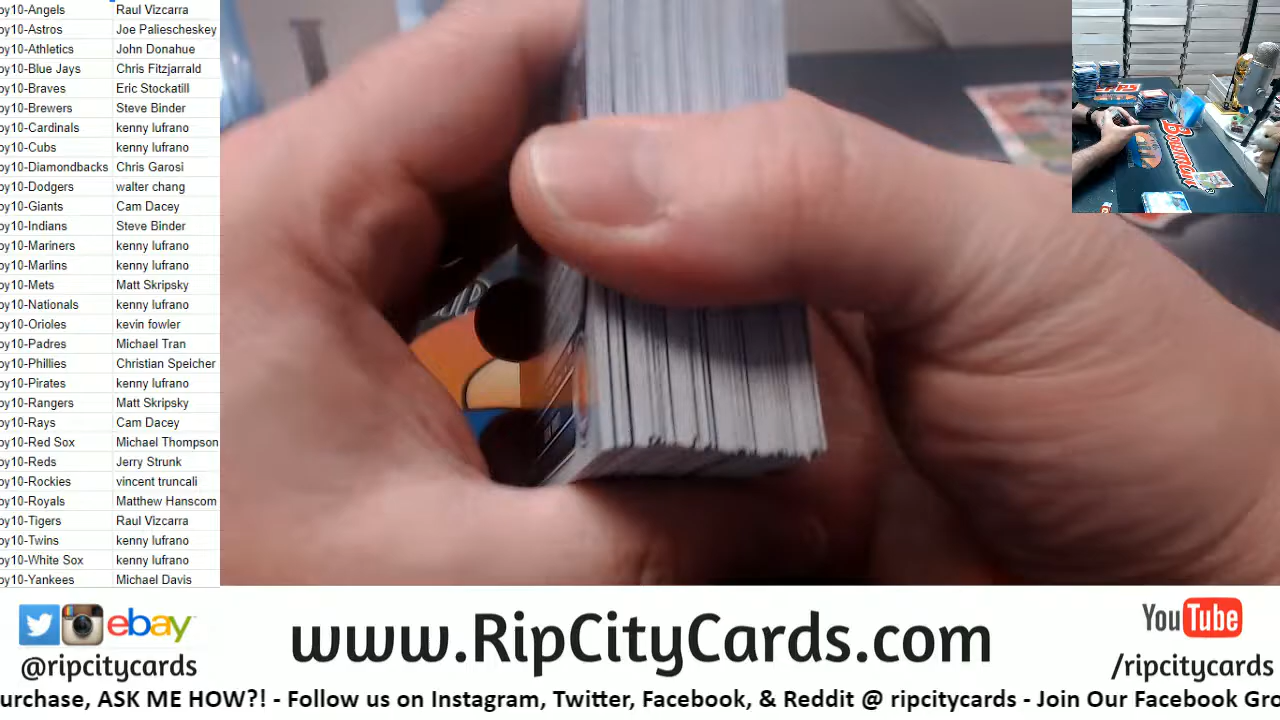 oy10-Angels Raul Vizcarra
oy10-Astros Joe Paliescheskey
oy10-Athletics John Donahue
oy10-Blue Jays Chris Fitzjarrald
oy10-Braves Eric Stockatill
oy10-Brewers Steve Binder
oy10-Cardinals kenny lufrano
oy10-Cubs kenny lufrano
oy10-Diamondbacks Chris Garosi
oy10-Dodgers walter chang
oy10-Giants Cam Dacey
oy10-Indians Steve Binder
oy10-Mariners kenny lufrano
oy10-Marlins kenny lufrano
oy10-Mets Matt Skripsky
oy10-Nationals kenny lufrano
oy10-Orioles kevin fowler
oy10-Padres Michael Tran
oy10-Phillies Christian Speicher
oy10-Pirates kenny lufrano
oy10-Rangers Matt Skripsky
oy10-Rays Cam Dacey
oy10-Red Sox Michael Thompson
oy10-Reds Jerry Strunk
oy10-Rockies vincent truncali
oy10-Royals Matthew Hanscom
oy10-Tigers Raul Vizcarra
oy10-Twins kenny lufrano
oy10-White Sox kenny lufrano
oy10-Yankees Michael Davis
Bowman
ebay
@ripcitycards
www.RipCityCards.com
YouTube
/ripcitycards
urchase, ASK ME HOW?! - Follow us on Instagram, Twitter, Facebook, & Reddit @ ripcitycards - Join Our Facebook Gro